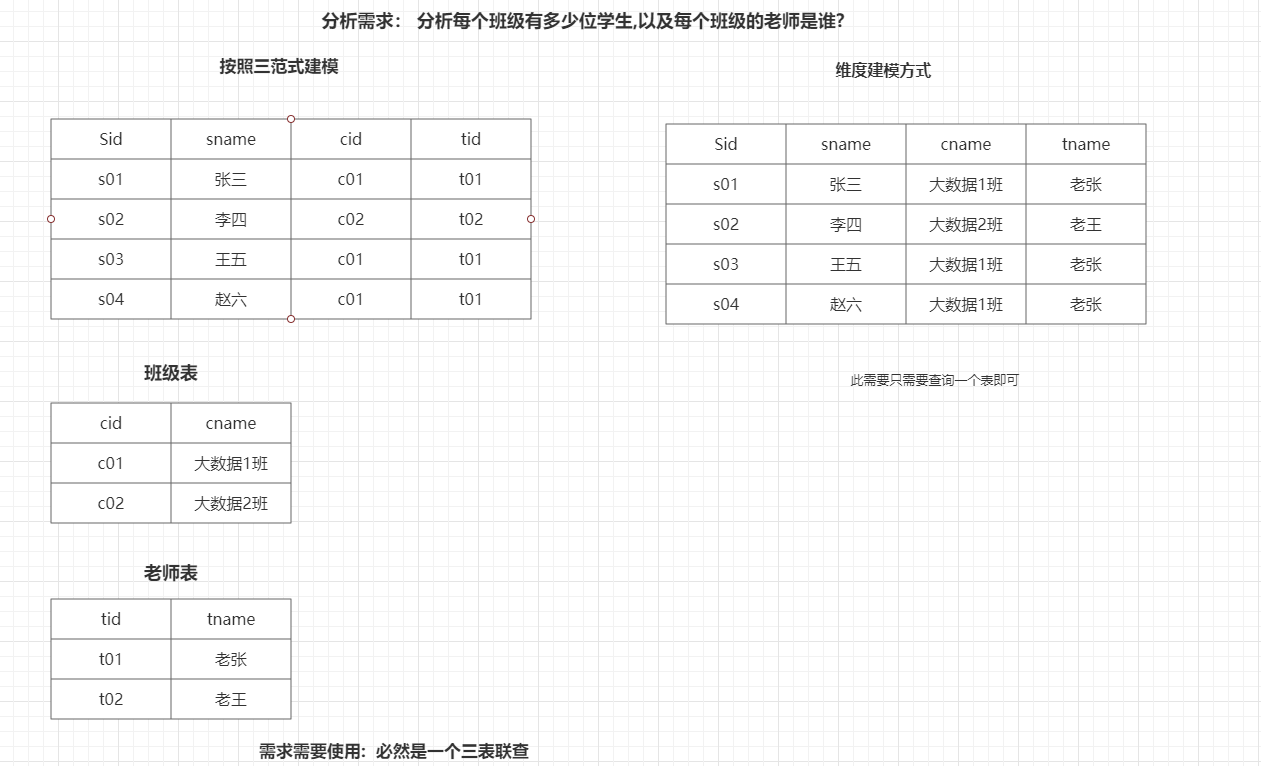 分析需求： 分析每个班级有多少位学生,以及每个班级的老师是谁?
按照三范式建模
Sid sname cid tid
s01 张三 c01 t01
s02 李四 c02 t02
s03 王五 c01 t01
s04 赵六 c01 t01
班级表
cid cname
c01 大数据1班
c02 大数据2班
老师表
tid tname
t01 老张
t02 老王
需求需要使用: 必然是一个三表联查
维度建模方式
Sid sname cname tname
s01 张三 大数据1班 老张
s02 李四 大数据2班 老王
s03 王五 大数据1班 老张
s04 赵六 大数据1班 老张
此需要只需要查询一个表即可